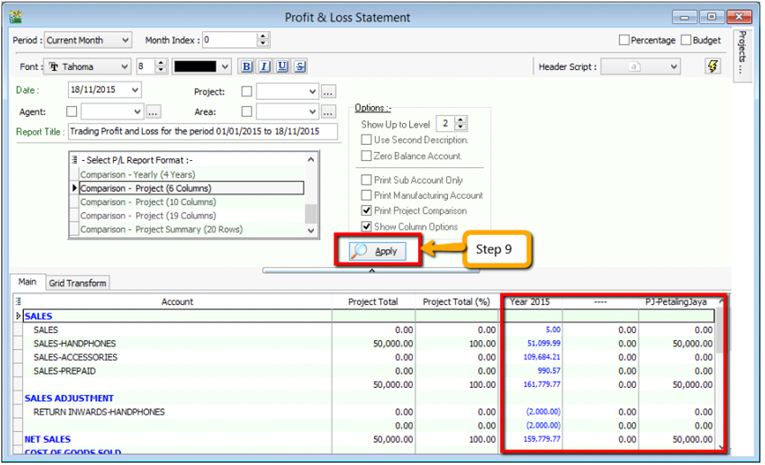 Profit & Loss Statement
Period : Current Month Month Index : 0 Percentage Budget
Projects ...
Font : Tahoma 8 B I U S Header Script : a
Date : 18/11/2015 Project: ...
Agent: ... Area: ...
Report Title : Trading Profit and Loss for the period 01/01/2015 to 18/11/2015
Options :-
Show Up to Level 2
Use Second Description.
Zero Balance Account.
Print Sub Account Only
Print Manufacturing Account
Print Project Comparison
Show Column Options
- Select P/L Report Format :-
Comparison - Yearly (4 Years)
Comparison - Project (6 Columns)
Comparison - Project (10 Columns)
Comparison - Project (19 Columns)
Comparison - Project Summary (20 Rows)
Apply
Step 9
Main Grid Transform
Account Project Total Project Total (%) Year 2015 ---- PJ-PetalingJaya
SALES
SALES 0.00 0.00 5.00 0.00 0.00
SALES-HANDPHONES 50,000.00 100.00 51,099.99 0.00 50,000.00
SALES-ACCESSORIES 0.00 0.00 109,684.21 0.00 0.00
SALES-PREPAID 0.00 0.00 990.57 0.00 0.00
50,000.00 100.00 161,779.77 0.00 50,000.00
SALES ADJUSTMENT
RETURN INWARDS-HANDPHONES 0.00 0.00 (2,000.00) 0.00 0.00
0.00 0.00 (2,000.00) 0.00 0.00
NET SALES 50,000.00 100.00 159,779.77 0.00 50,000.00
COST OF GOODS SOLD